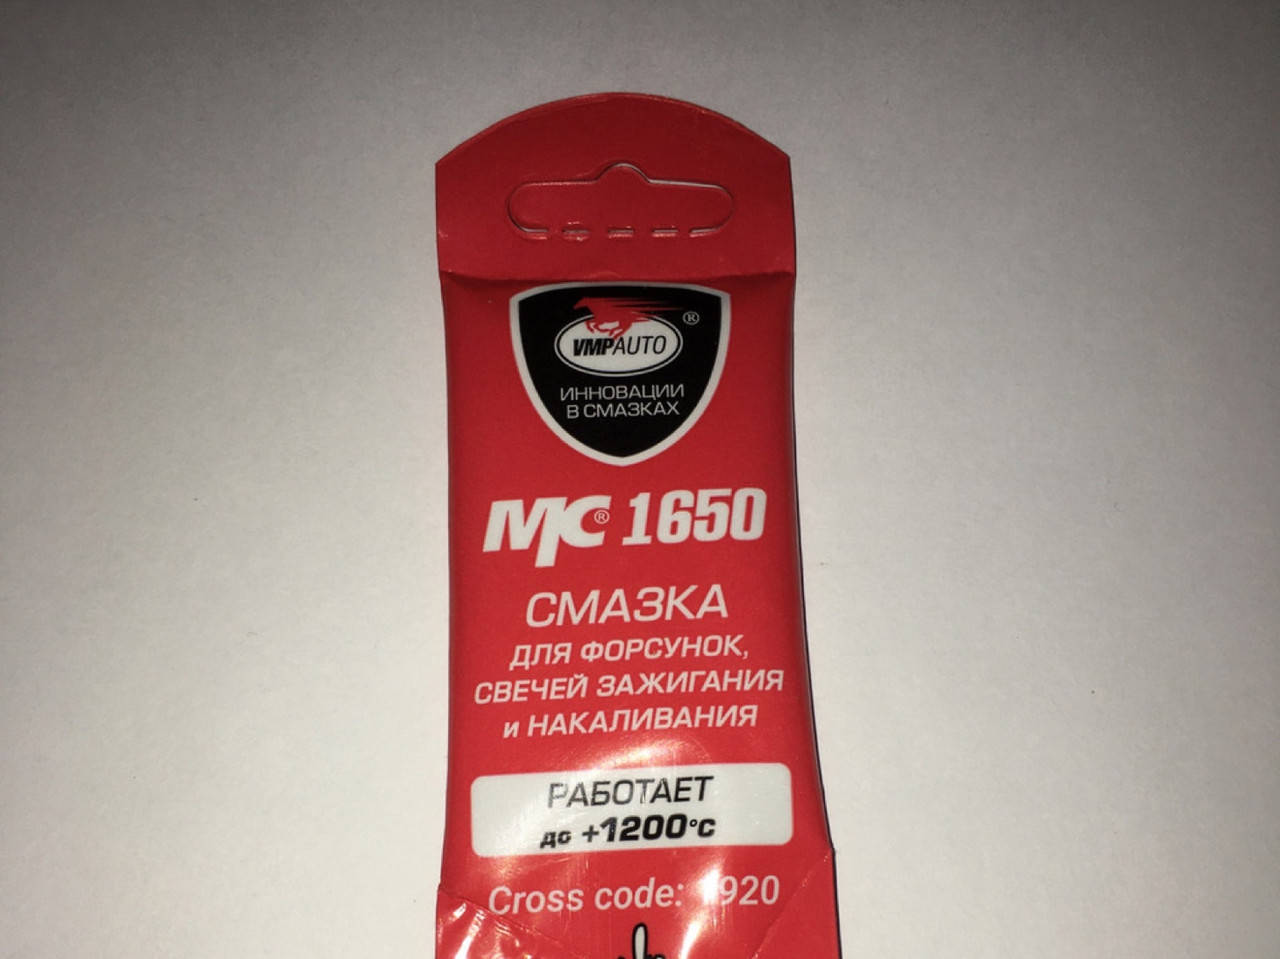 VMPAUTO ®
ИННОВАЦИИ
В СМАЗКАХ
МС® 1650
СМАЗКА
ДЛЯ ФОРСУНОК,
СВЕЧЕЙ ЗАЖИГАНИЯ
и НАКАЛИВАНИЯ
РАБОТАЕТ
до +1200°С
Cross code: